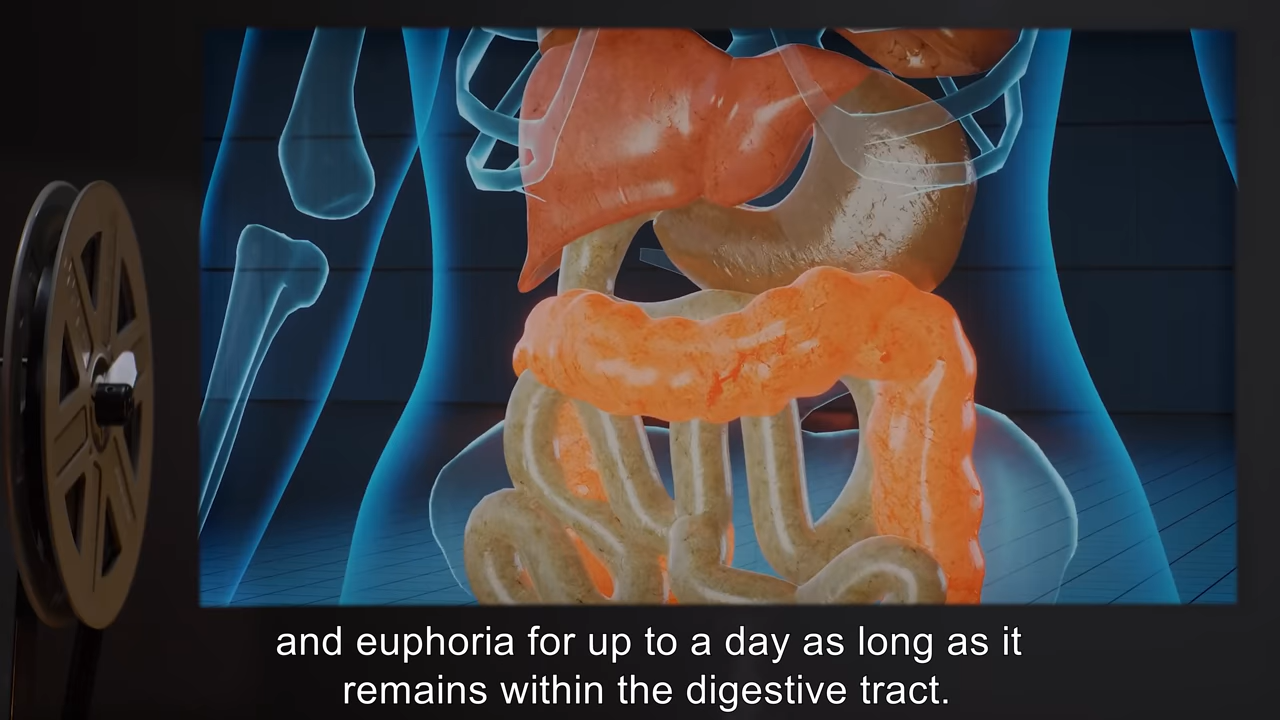 and euphoria for up to a day as long as it
remains within the digestive tract.